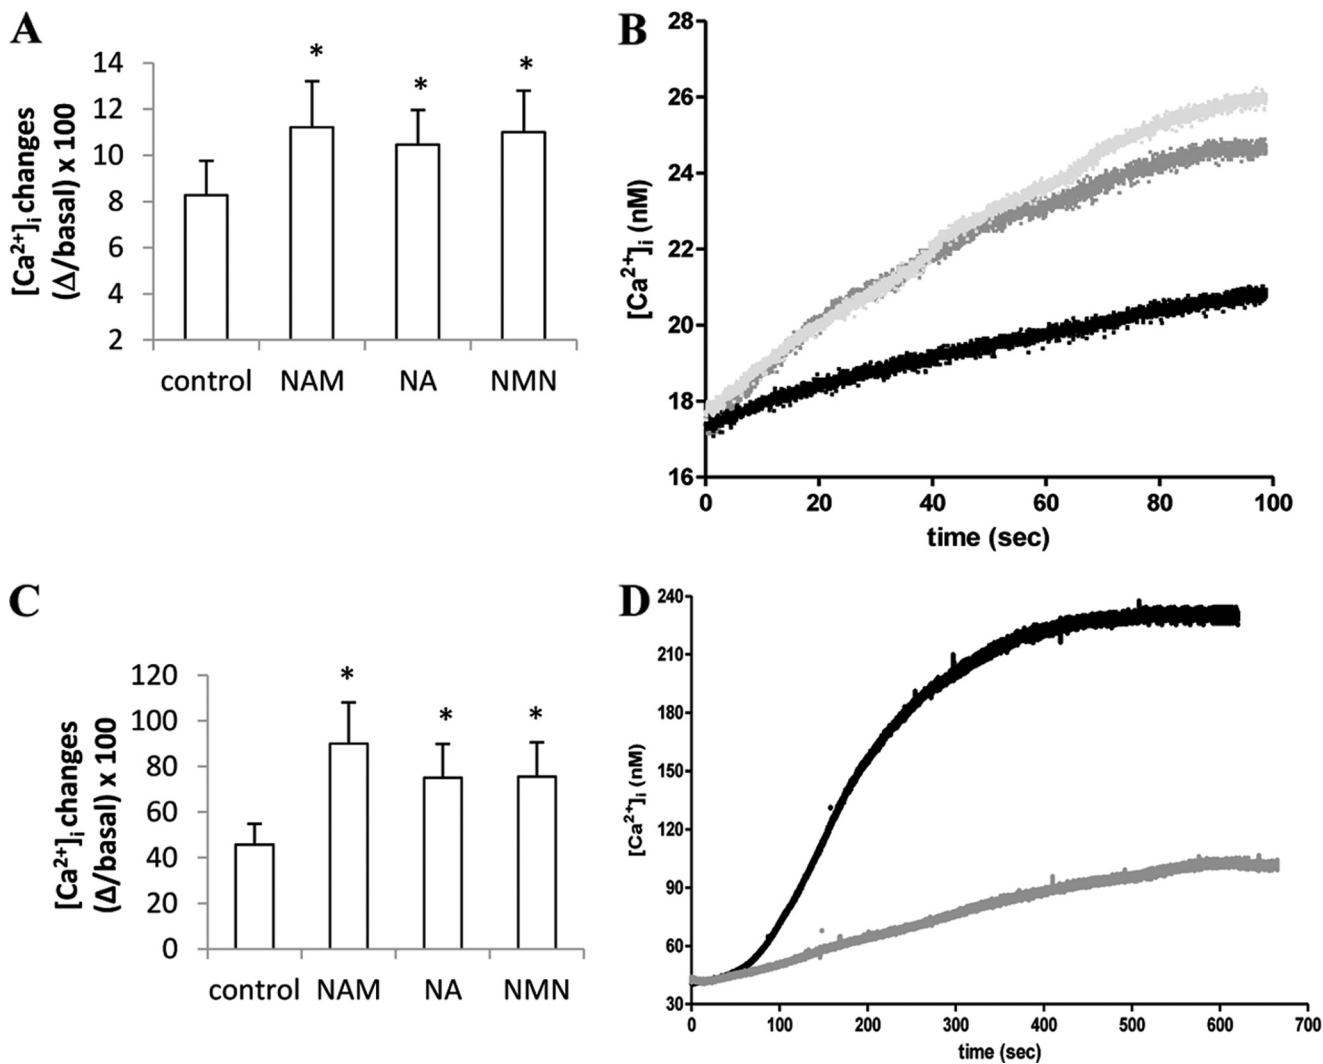 A
[Ca²⁺]ᵢ changes
(Δ/basal) x 100
14
12
10
8
6
4
2
*
*
*
control NAM NA NMN
B
[Ca²⁺]ᵢ (nM)
28
26
24
22
20
18
16
0 20 40 60 80 100
time (sec)
C
[Ca²⁺]ᵢ changes
(Δ/basal) x 100
120
100
80
60
40
20
0
*
*
*
control NAM NA NMN
D
[Ca²⁺]ᵢ (nM)
240
210
180
150
120
90
60
30
0 100 200 300 400 500 600 700
time (sec)